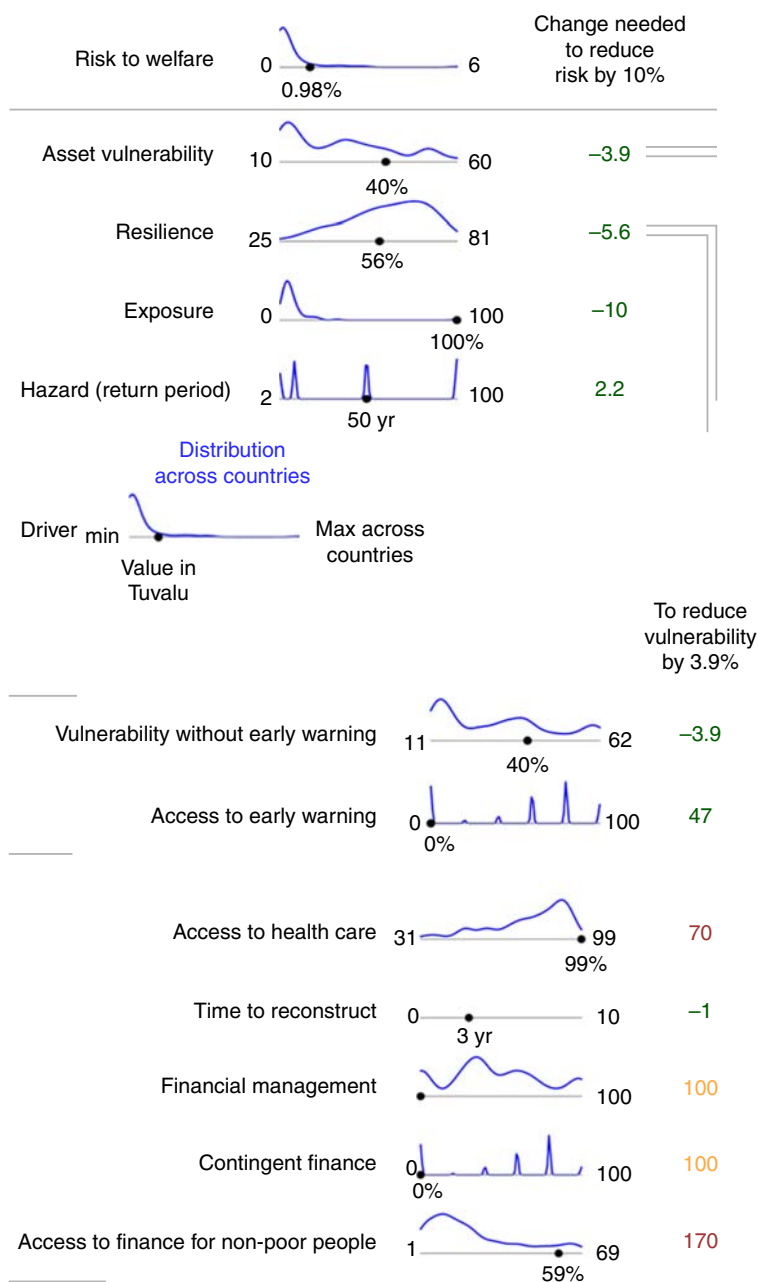 Change needed
to reduce
risk by 10%
Risk to welfare
0
6
0.98%
Asset vulnerability
10
60
–3.9
40%
Resilience
25
81
–5.6
56%
Exposure
0
100
–10
100%
Hazard (return period)
2
100
2.2
50 yr
Distribution
across countries
Driver
min
Max across
countries
Value in
Tuvalu
To reduce
vulnerability
by 3.9%
Vulnerability without early warning
11
62
–3.9
40%
Access to early warning
0
100
47
0%
Access to health care
31
99
70
99%
Time to reconstruct
0
10
–1
3 yr
Financial management
100
100
Contingent finance
0
100
100
0%
Access to finance for non-poor people
1
69
170
59%